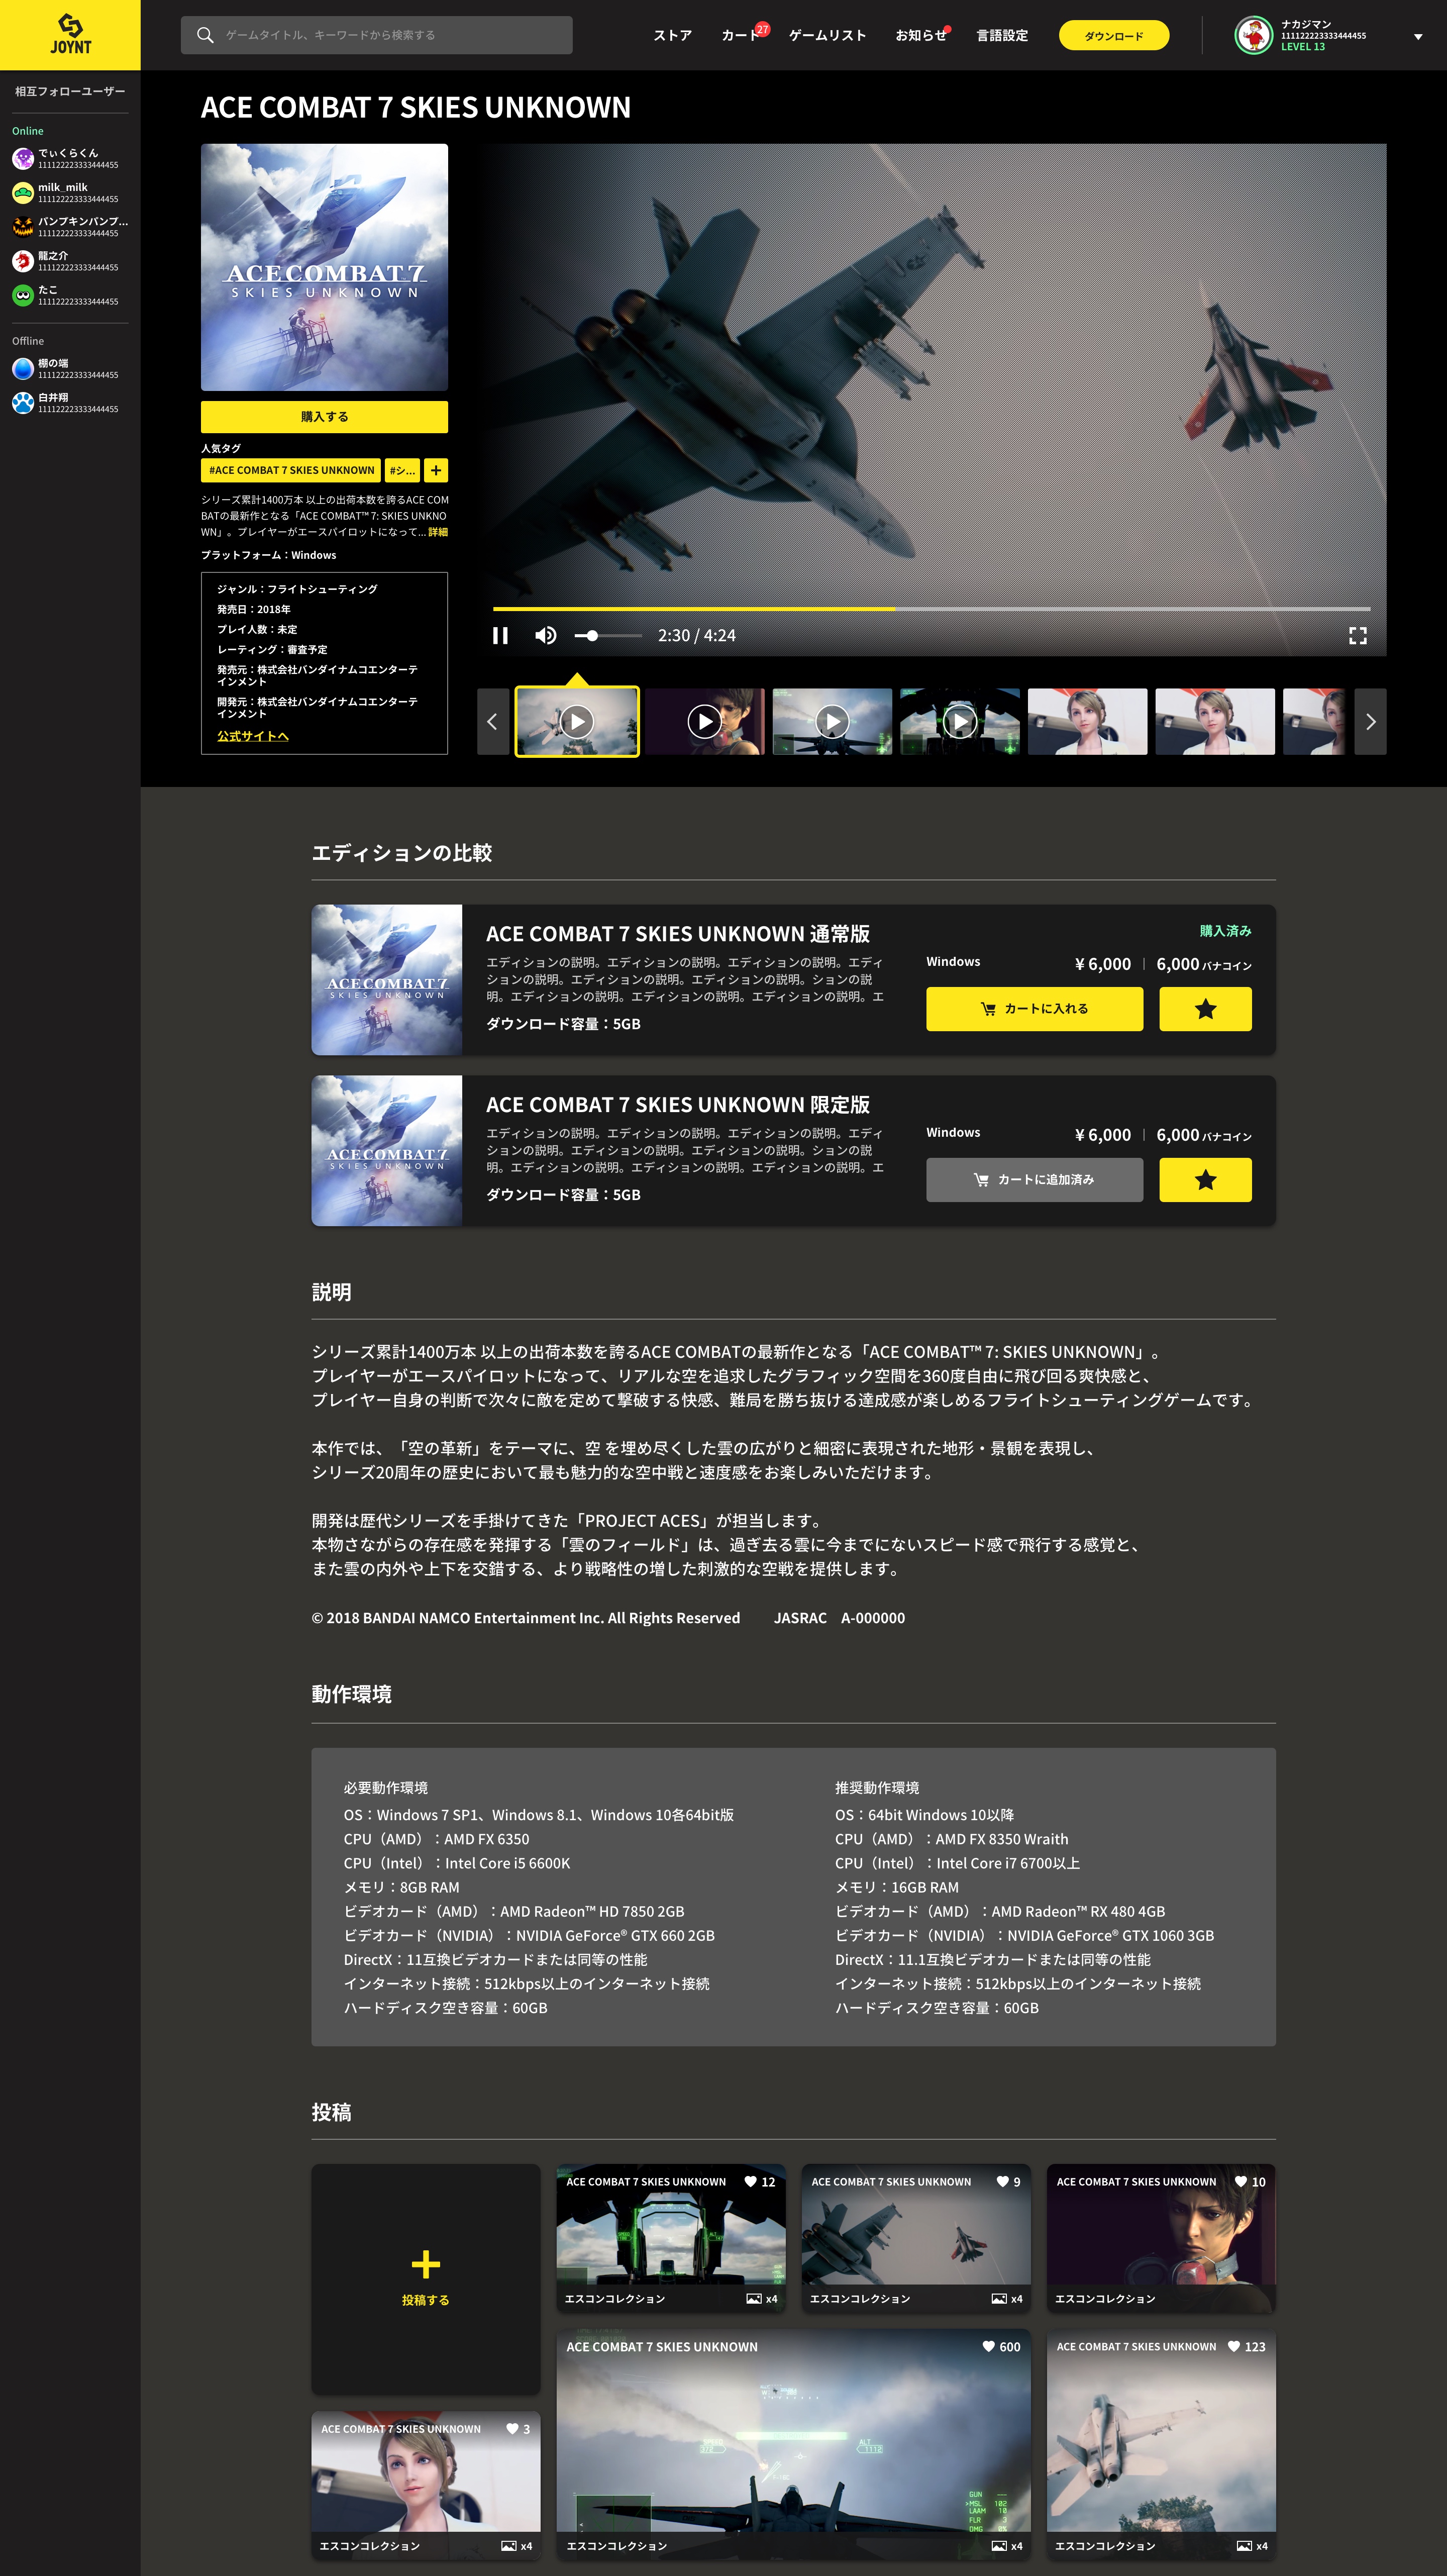 JOYNT
ゲームタイトル、キーワードから検索する
ストア
カート
27
ゲームリスト
お知らせ
言語設定
ダウンロード
ナカジマン
111122223333444455
LEVEL 13
相互フォローユーザー
Online
でぃくらくん
111122223333444455
milk_milk
111122223333444455
パンプキンパンプ...
111122223333444455
龍之介
111122223333444455
たこ
111122223333444455
Offline
棚の端
111122223333444455
白井翔
111122223333444455
ACE COMBAT 7 SKIES UNKNOWN
ACE COMBAT 7
SKIES UNKNOWN
購入する
人気タグ
#ACE COMBAT 7 SKIES UNKNOWN
#シ...
シリーズ累計1400万本 以上の出荷本数を誇るACE COM
BATの最新作となる「ACE COMBAT™ 7: SKIES UNKNO
WN」。プレイヤーがエースパイロットになって... 詳細
プラットフォーム：Windows
ジャンル：フライトシューティング
発売日：2018年
プレイ人数：未定
レーティング：審査予定
発売元：株式会社バンダイナムコエンターテ
インメント
開発元：株式会社バンダイナムコエンターテ
インメント
公式サイトへ
2:30 / 4:24
エディションの比較
ACE COMBAT 7
SKIES UNKNOWN
ACE COMBAT 7 SKIES UNKNOWN 通常版
エディションの説明。エディションの説明。エディションの説明。エディ
ションの説明。エディションの説明。エディションの説明。ションの説
明。エディションの説明。エディションの説明。エディションの説明。エ
ダウンロード容量：5GB
購入済み
Windows
¥ 6,000
6,000 バナコイン
カートに入れる
ACE COMBAT 7
SKIES UNKNOWN
ACE COMBAT 7 SKIES UNKNOWN 限定版
エディションの説明。エディションの説明。エディションの説明。エディ
ションの説明。エディションの説明。エディションの説明。ションの説
明。エディションの説明。エディションの説明。エディションの説明。エ
ダウンロード容量：5GB
Windows
¥ 6,000
6,000 バナコイン
カートに追加済み
説明
シリーズ累計1400万本 以上の出荷本数を誇るACE COMBATの最新作となる「ACE COMBAT™ 7: SKIES UNKNOWN」。
プレイヤーがエースパイロットになって、リアルな空を追求したグラフィック空間を360度自由に飛び回る爽快感と、
プレイヤー自身の判断で次々に敵を定めて撃破する快感、難局を勝ち抜ける達成感が楽しめるフライトシューティングゲームです。
本作では、「空の革新」をテーマに、空 を埋め尽くした雲の広がりと細密に表現された地形・景観を表現し、
シリーズ20周年の歴史において最も魅力的な空中戦と速度感をお楽しみいただけます。
開発は歴代シリーズを手掛けてきた「PROJECT ACES」が担当します。
本物さながらの存在感を発揮する「雲のフィールド」は、過ぎ去る雲に今までにないスピード感で飛行する感覚と、
また雲の内外や上下を交錯する、より戦略性の増した刺激的な空戦を提供します。
© 2018 BANDAI NAMCO Entertainment Inc. All Rights Reserved JASRAC A-000000
動作環境
必要動作環境
OS：Windows 7 SP1、Windows 8.1、Windows 10各64bit版
CPU（AMD）：AMD FX 6350
CPU（Intel）：Intel Core i5 6600K
メモリ：8GB RAM
ビデオカード（AMD）：AMD Radeon™ HD 7850 2GB
ビデオカード（NVIDIA）：NVIDIA GeForce® GTX 660 2GB
DirectX：11互換ビデオカードまたは同等の性能
インターネット接続：512kbps以上のインターネット接続
ハードディスク空き容量：60GB
推奨動作環境
OS：64bit Windows 10以降
CPU（AMD）：AMD FX 8350 Wraith
CPU（Intel）：Intel Core i7 6700以上
メモリ：16GB RAM
ビデオカード（AMD）：AMD Radeon™ RX 480 4GB
ビデオカード（NVIDIA）：NVIDIA GeForce® GTX 1060 3GB
DirectX：11.1互換ビデオカードまたは同等の性能
インターネット接続：512kbps以上のインターネット接続
ハードディスク空き容量：60GB
投稿
投稿する
ACE COMBAT 7 SKIES UNKNOWN
12
エスコンコレクション
x4
ACE COMBAT 7 SKIES UNKNOWN
9
エスコンコレクション
x4
ACE COMBAT 7 SKIES UNKNOWN
10
エスコンコレクション
ACE COMBAT 7 SKIES UNKNOWN
3
エスコンコレクション
x4
ACE COMBAT 7 SKIES UNKNOWN
600
SPEED
ALT
1112
GUN
MSL 102
LAAM 10
FLR
DMG
エスコンコレクション
x4
ACE COMBAT 7 SKIES UNKNOWN
123
エスコンコレクション
x4